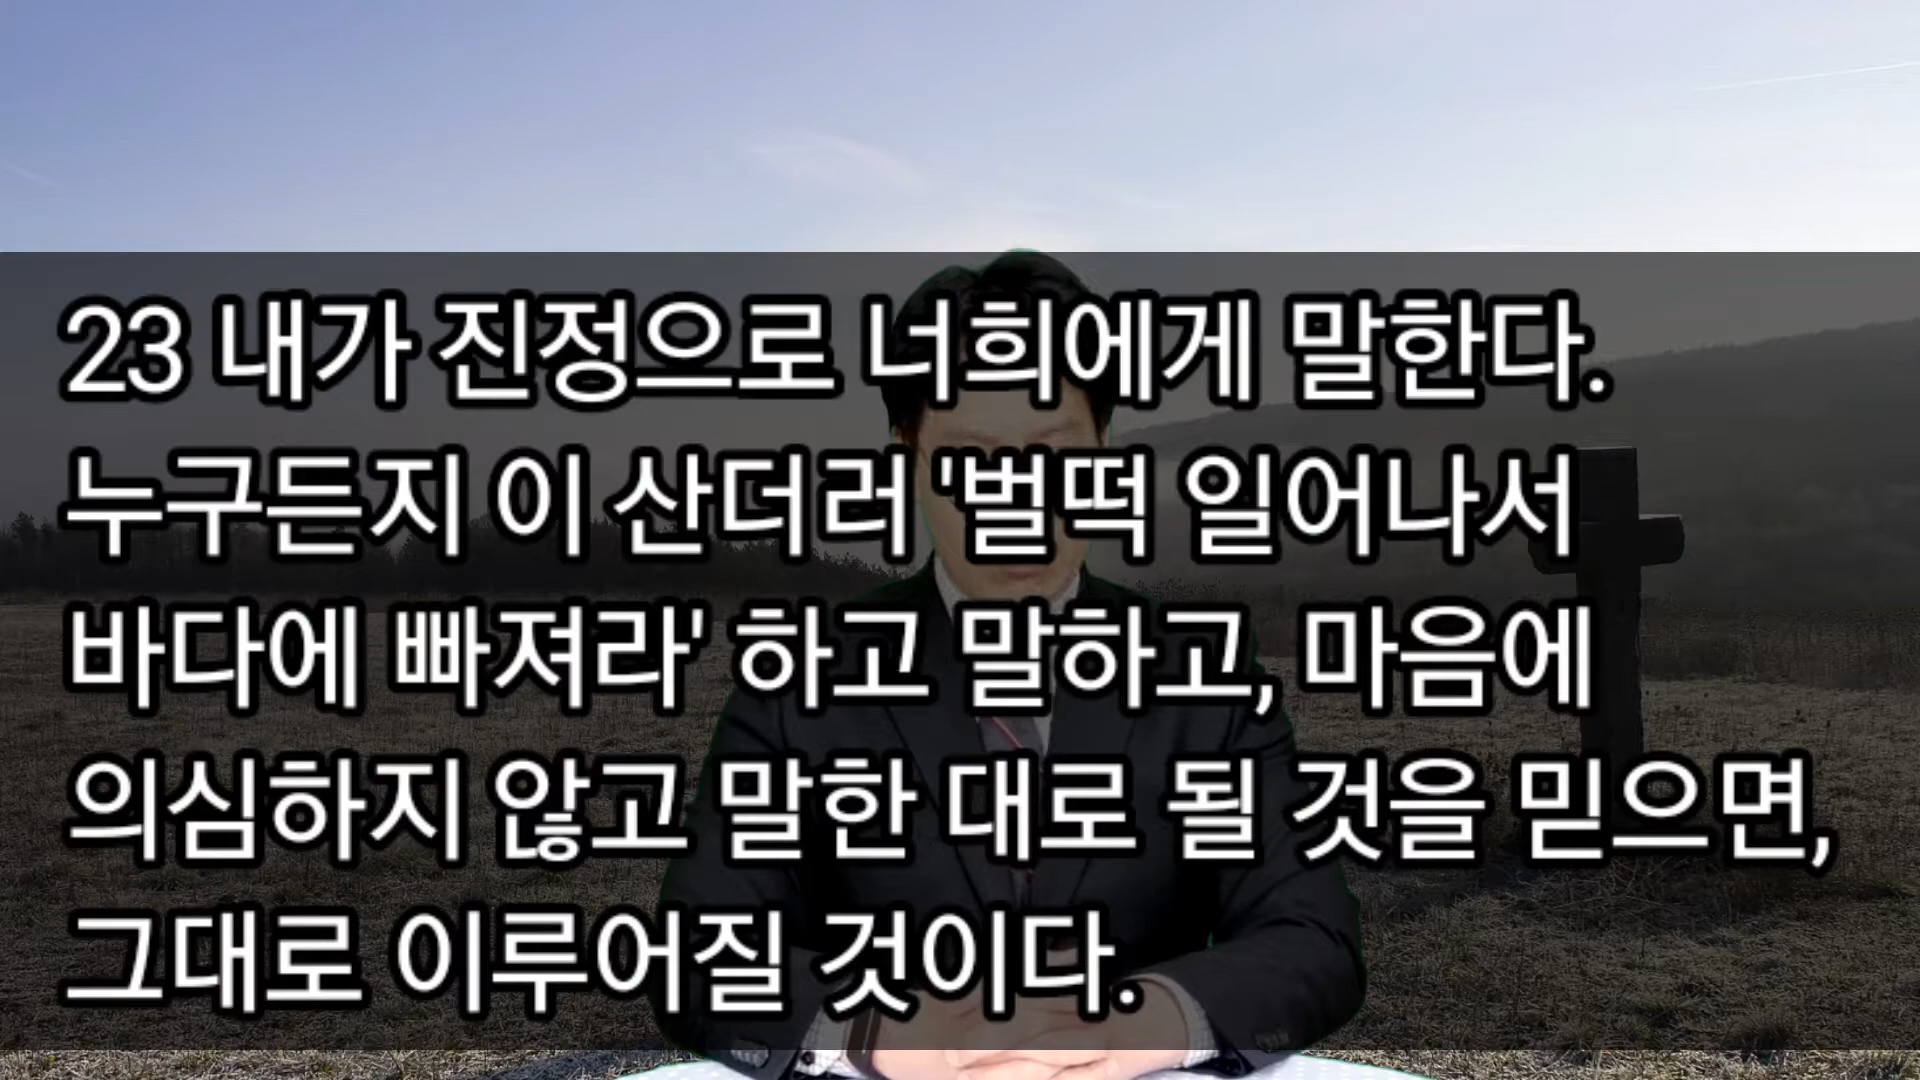 23 내가 진정으로 너희에게 말한다.
누구든지 이 산더러 '벌떡 일어나서
바다에 빠져라' 하고 말하고, 마음에
의심하지 않고 말한 대로 될 것을 믿으면,
그대로 이루어질 것이다.